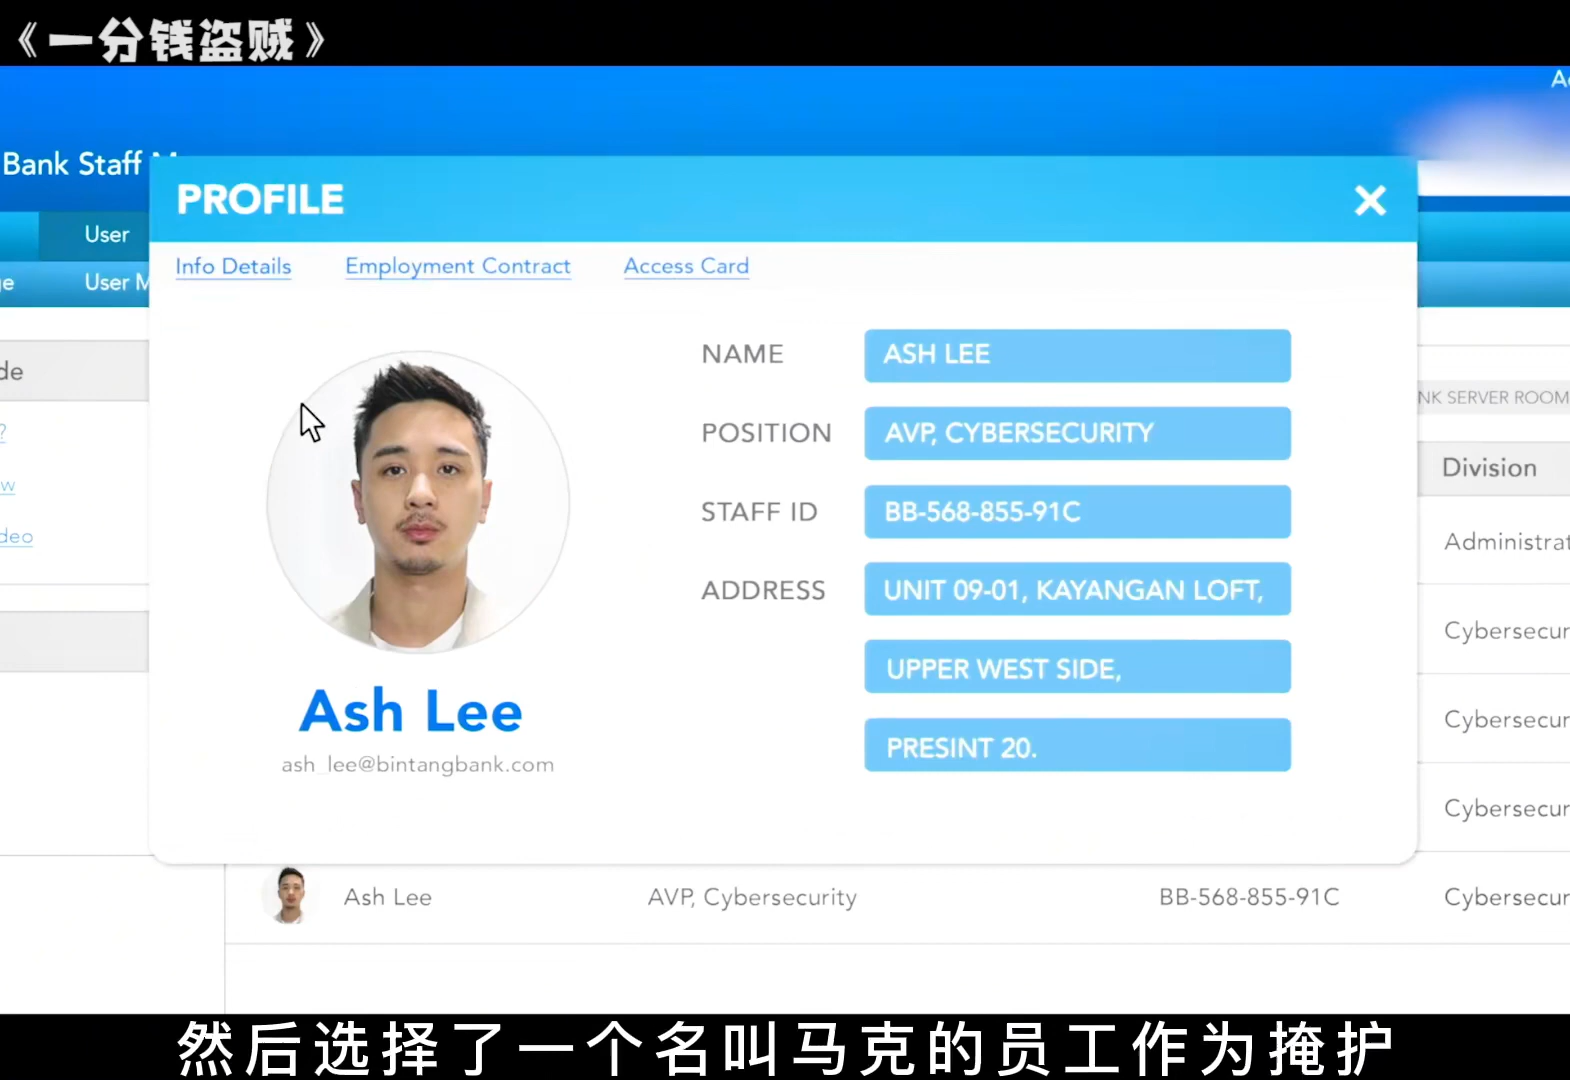 《一分钱盗贼》
Bank Staff M
PROFILE
User
Info Details
Employment Contract
Access Card
User M
NAME
ASH LEE
POSITION
AVP, CYBERSECURITY
NK SERVER ROOM
Division
STAFF ID
BB-568-855-91C
Administrat
ADDRESS
UNIT 09-01, KAYANGAN LOFT,
Cybersecur
UPPER WEST SIDE,
Ash Lee
Cybersecur
PRESINT 20.
ash_lee@bintangbank.com
Cybersecur
Ash Lee
AVP, Cybersecurity
BB-568-855-91C
Cybersecur
然后选择了一个名叫马克的员工作为掩护